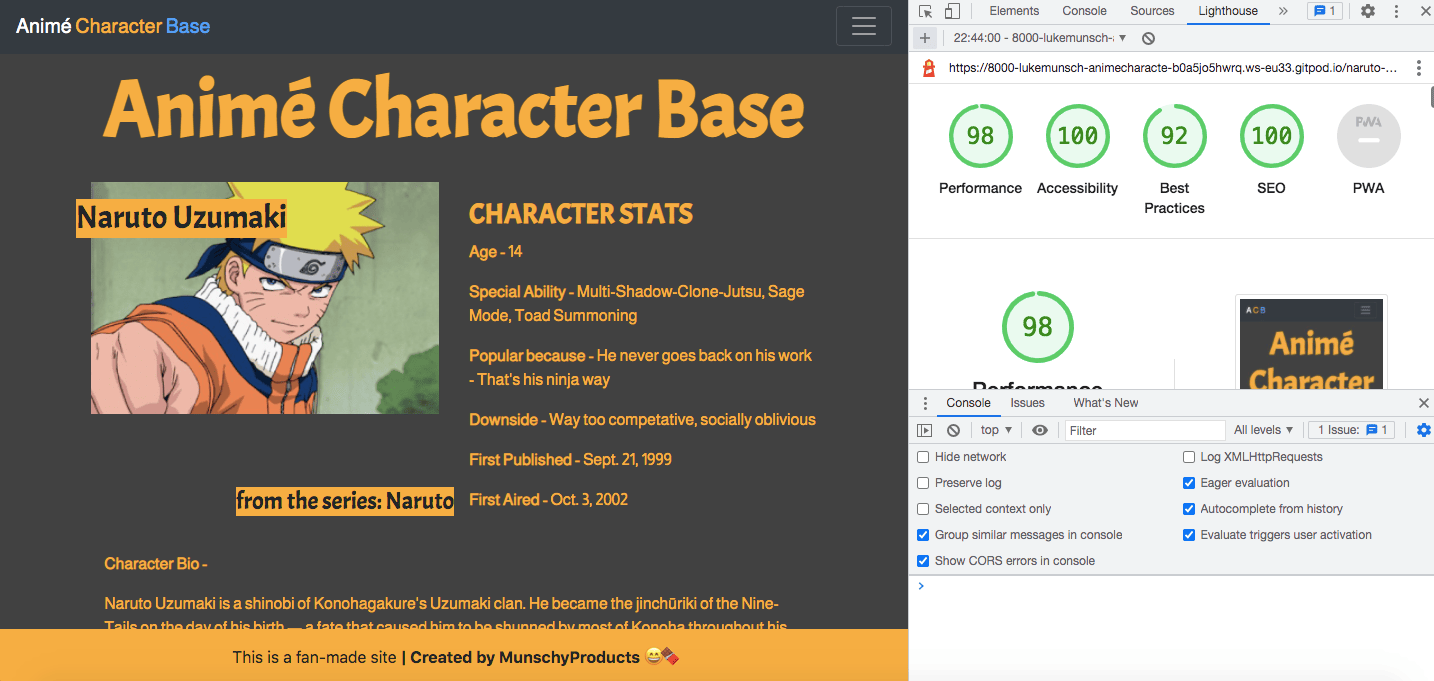 Animé Character Base
Animé Character Base
Naruto Uzumaki
from the series: Naruto
CHARACTER STATS
Age - 14
Special Ability - Multi-Shadow-Clone-Jutsu, Sage
Mode, Toad Summoning
Popular because - He never goes back on his work
- That's his ninja way
Downside - Way too competative, socially oblivious
First Published - Sept. 21, 1999
First Aired - Oct. 3, 2002
Character Bio -
Naruto Uzumaki is a shinobi of Konohagakure's Uzumaki clan. He became the jinchūriki of the Nine-
Tails on the day of his birth — a fate that caused him to be shunned by most of Konoha throughout his
This is a fan-made site | Created by MunschyProducts 😄🍫
Elements Console Sources Lighthouse » 1
22:44:00 - 8000-lukemunsch-
https://8000-lukemunsch-animecharacte-b0a5jo5hwrq.ws-eu33.gitpod.io/naruto-...
98 100 92 100 PWA
Performance Accessibility Best Practices SEO PWA
98
Performance
A C B
Animé
Character
Console Issues What's New
top Filter All levels 1 Issue: 1
Hide network Log XMLHttpRequests
Preserve log Eager evaluation
Selected context only Autocomplete from history
Group similar messages in console Evaluate triggers user activation
Show CORS errors in console